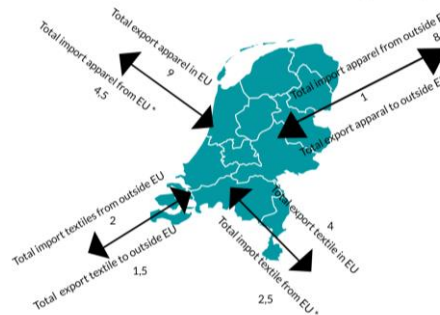 Total export apparel in EU
9
Total import apparel from EU *
4,5
Total import apparel from outside EU
8
1
Total export apparel to outside
Total import textiles from outside EU
2
Total export textile to outside EU
1,5
Total export textile in EU
4
Total impot textile from EU *
2,5